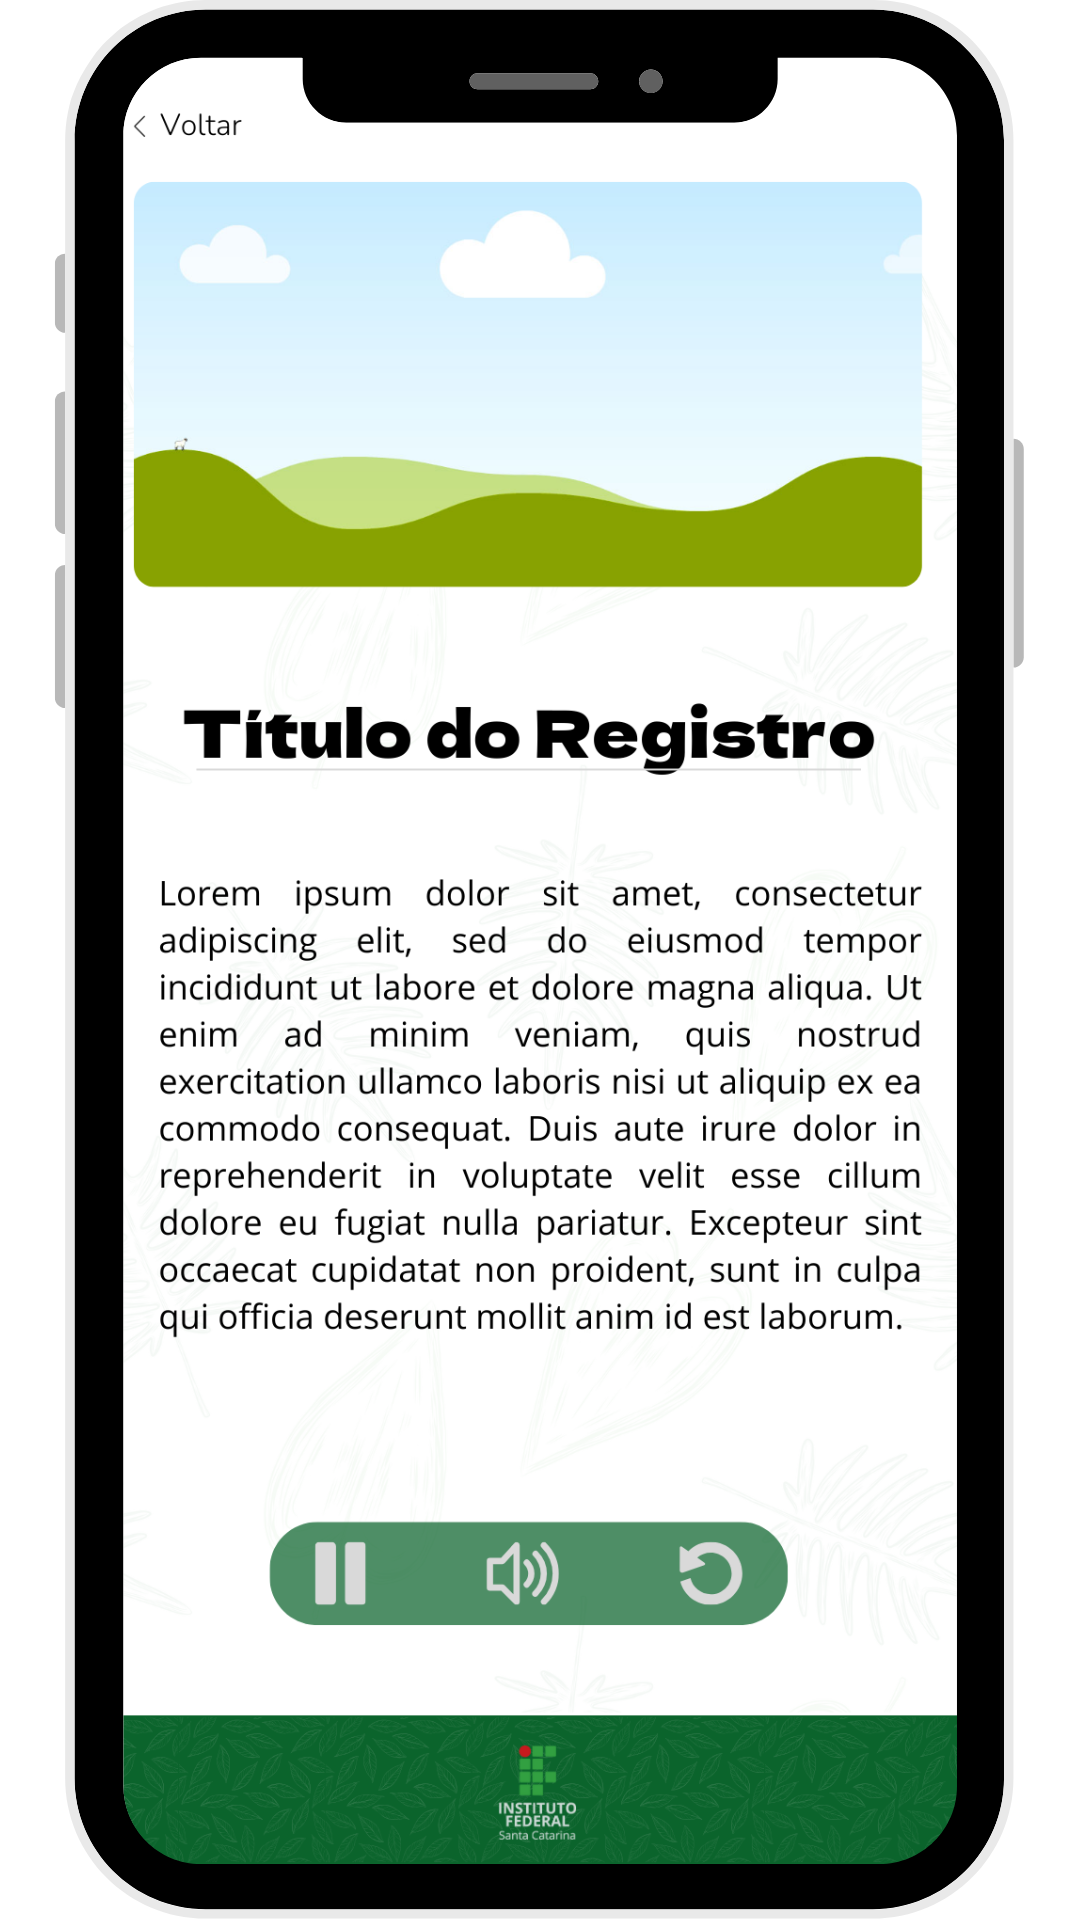 Voltar
Título do Registro
Lorem ipsum dolor sit amet, consectetur
adipiscing elit, sed do eiusmod tempor
incididunt ut labore et dolore magna aliqua. Ut
enim ad minim veniam, quis nostrud
exercitation ullamco laboris nisi ut aliquip ex ea
commodo consequat. Duis aute irure dolor in
reprehenderit in voluptate velit esse cillum
dolore eu fugiat nulla pariatur. Excepteur sint
occaecat cupidatat non proident, sunt in culpa
qui officia deserunt mollit anim id est laborum.
INSTITUTO
FEDERAL
Santa Catarina